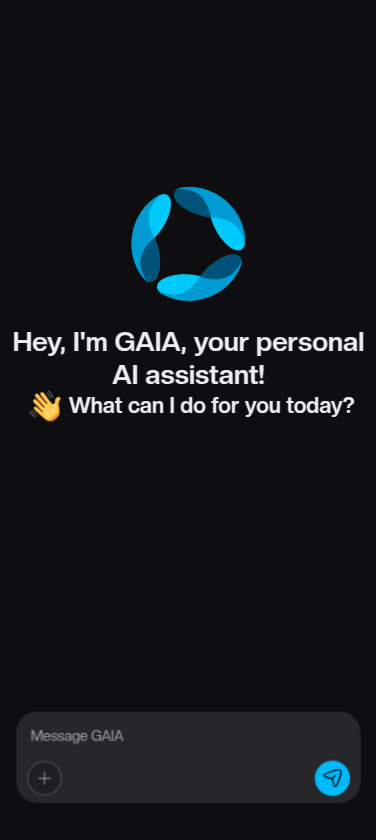 Hey, I'm GAIA, your personal
AI assistant!
👋 What can I do for you today?
Message GAIA